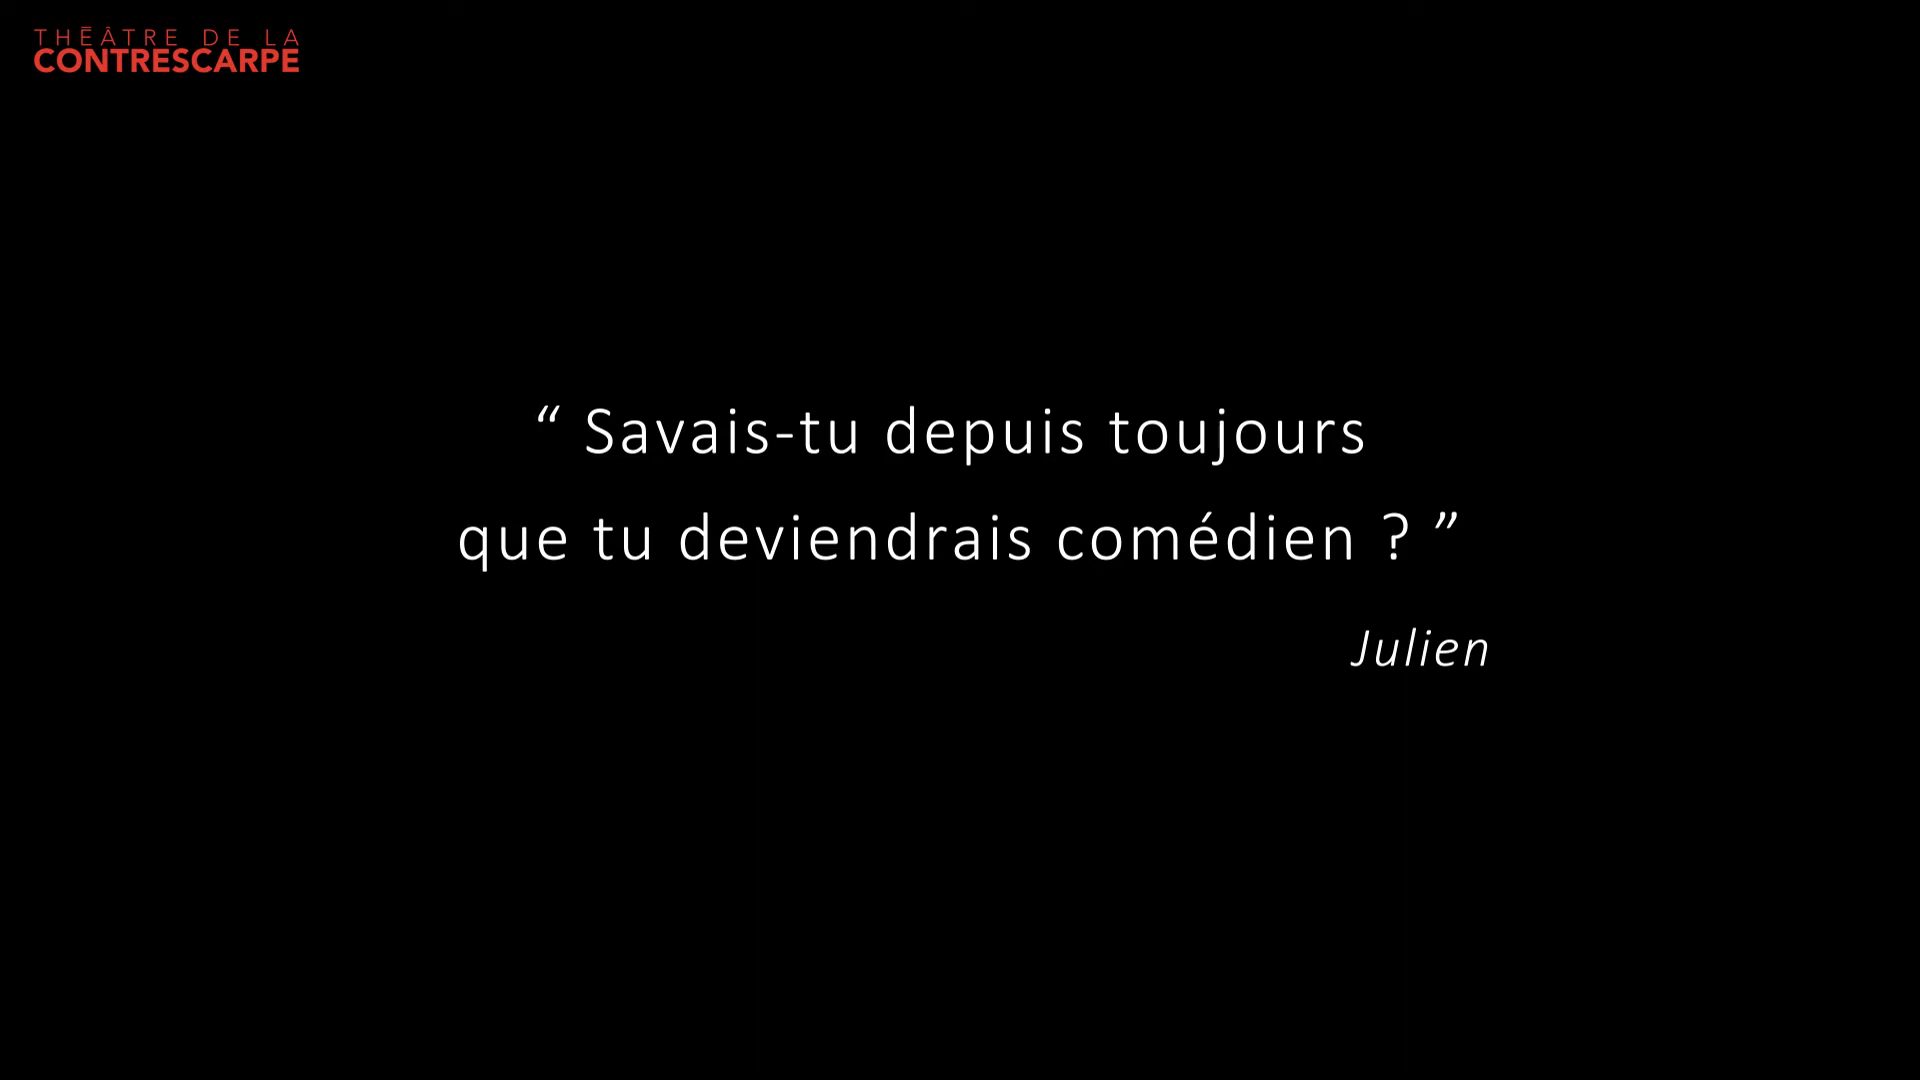 THÉÂTRE DE LA
CONTRESCARPE
“ Savais-tu depuis toujours
que tu deviendrais comédien ? ”
Julien